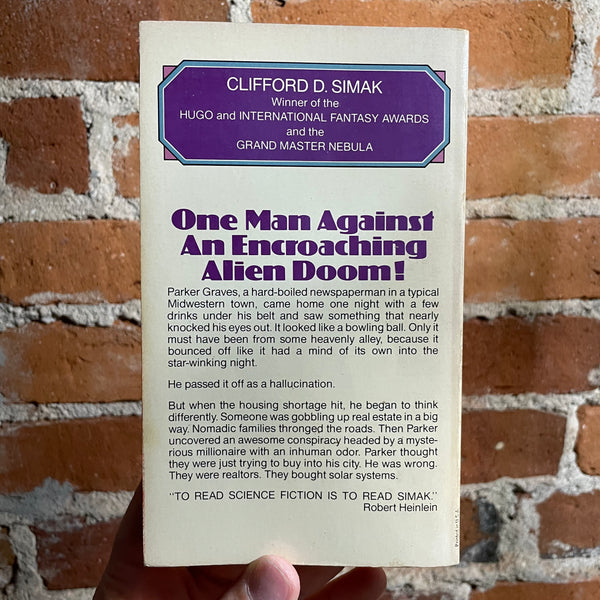 CLIFFORD D. SIMAK
Winner of the
HUGO and INTERNATIONAL FANTASY AWARDS
and the
GRAND MASTER NEBULA
One Man Against
An Encroaching
Alien Doom!
Parker Graves, a hard-boiled newspaperman in a typical
Midwestern town, came home one night with a few
drinks under his belt and saw something that nearly
knocked his eyes out. It looked like a bowling ball. Only it
must have been from some heavenly alley, because it
bounced off like it had a mind of its own into the
star-winking night.
He passed it off as a hallucination.
But when the housing shortage hit, he began to think
differently. Someone was gobbling up real estate in a big
way. Nomadic families thronged the roads. Then Parker
uncovered an awesome conspiracy headed by a myste-
rious millionaire with an inhuman odor. Parker thought
they were just trying to buy into his city. He was wrong.
They were realtors. They bought solar systems.
"TO READ SCIENCE FICTION IS TO READ SIMAK."
Robert Heinlein
Printed in U.S.